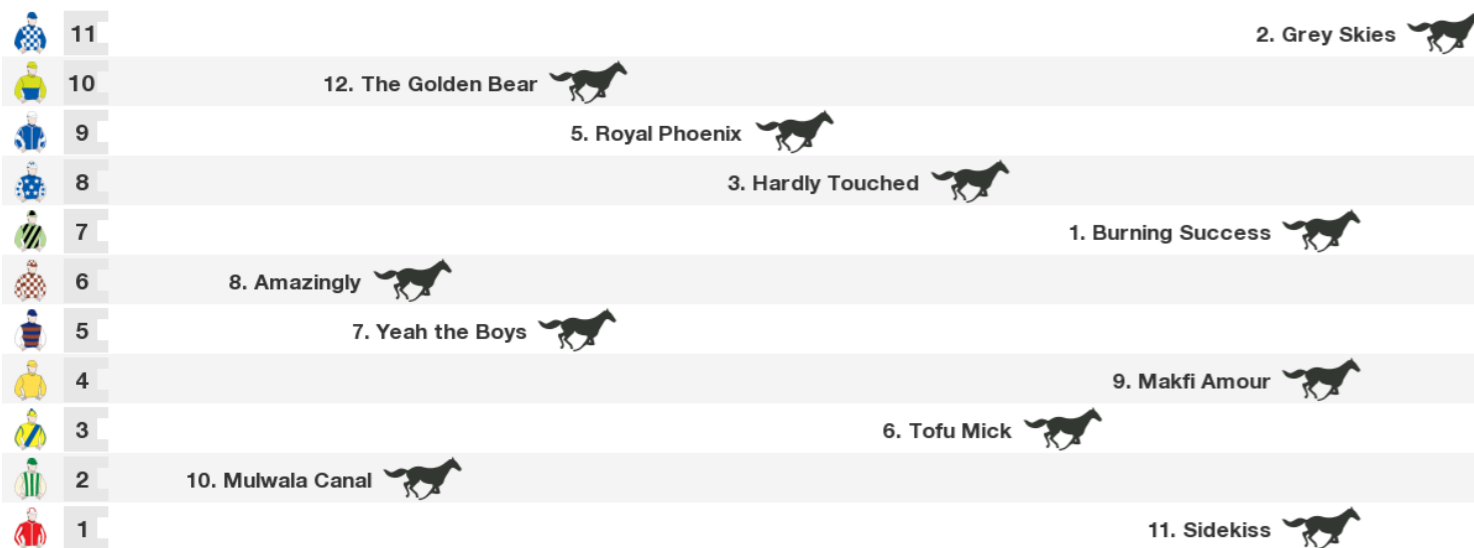 11 2. Grey Skies
10 12. The Golden Bear
9 5. Royal Phoenix
8 3. Hardly Touched
7 1. Burning Success
6 8. Amazingly
5 7. Yeah the Boys
4 9. Makfi Amour
3 6. Tofu Mick
2 10. Mulwala Canal
1 11. Sidekiss